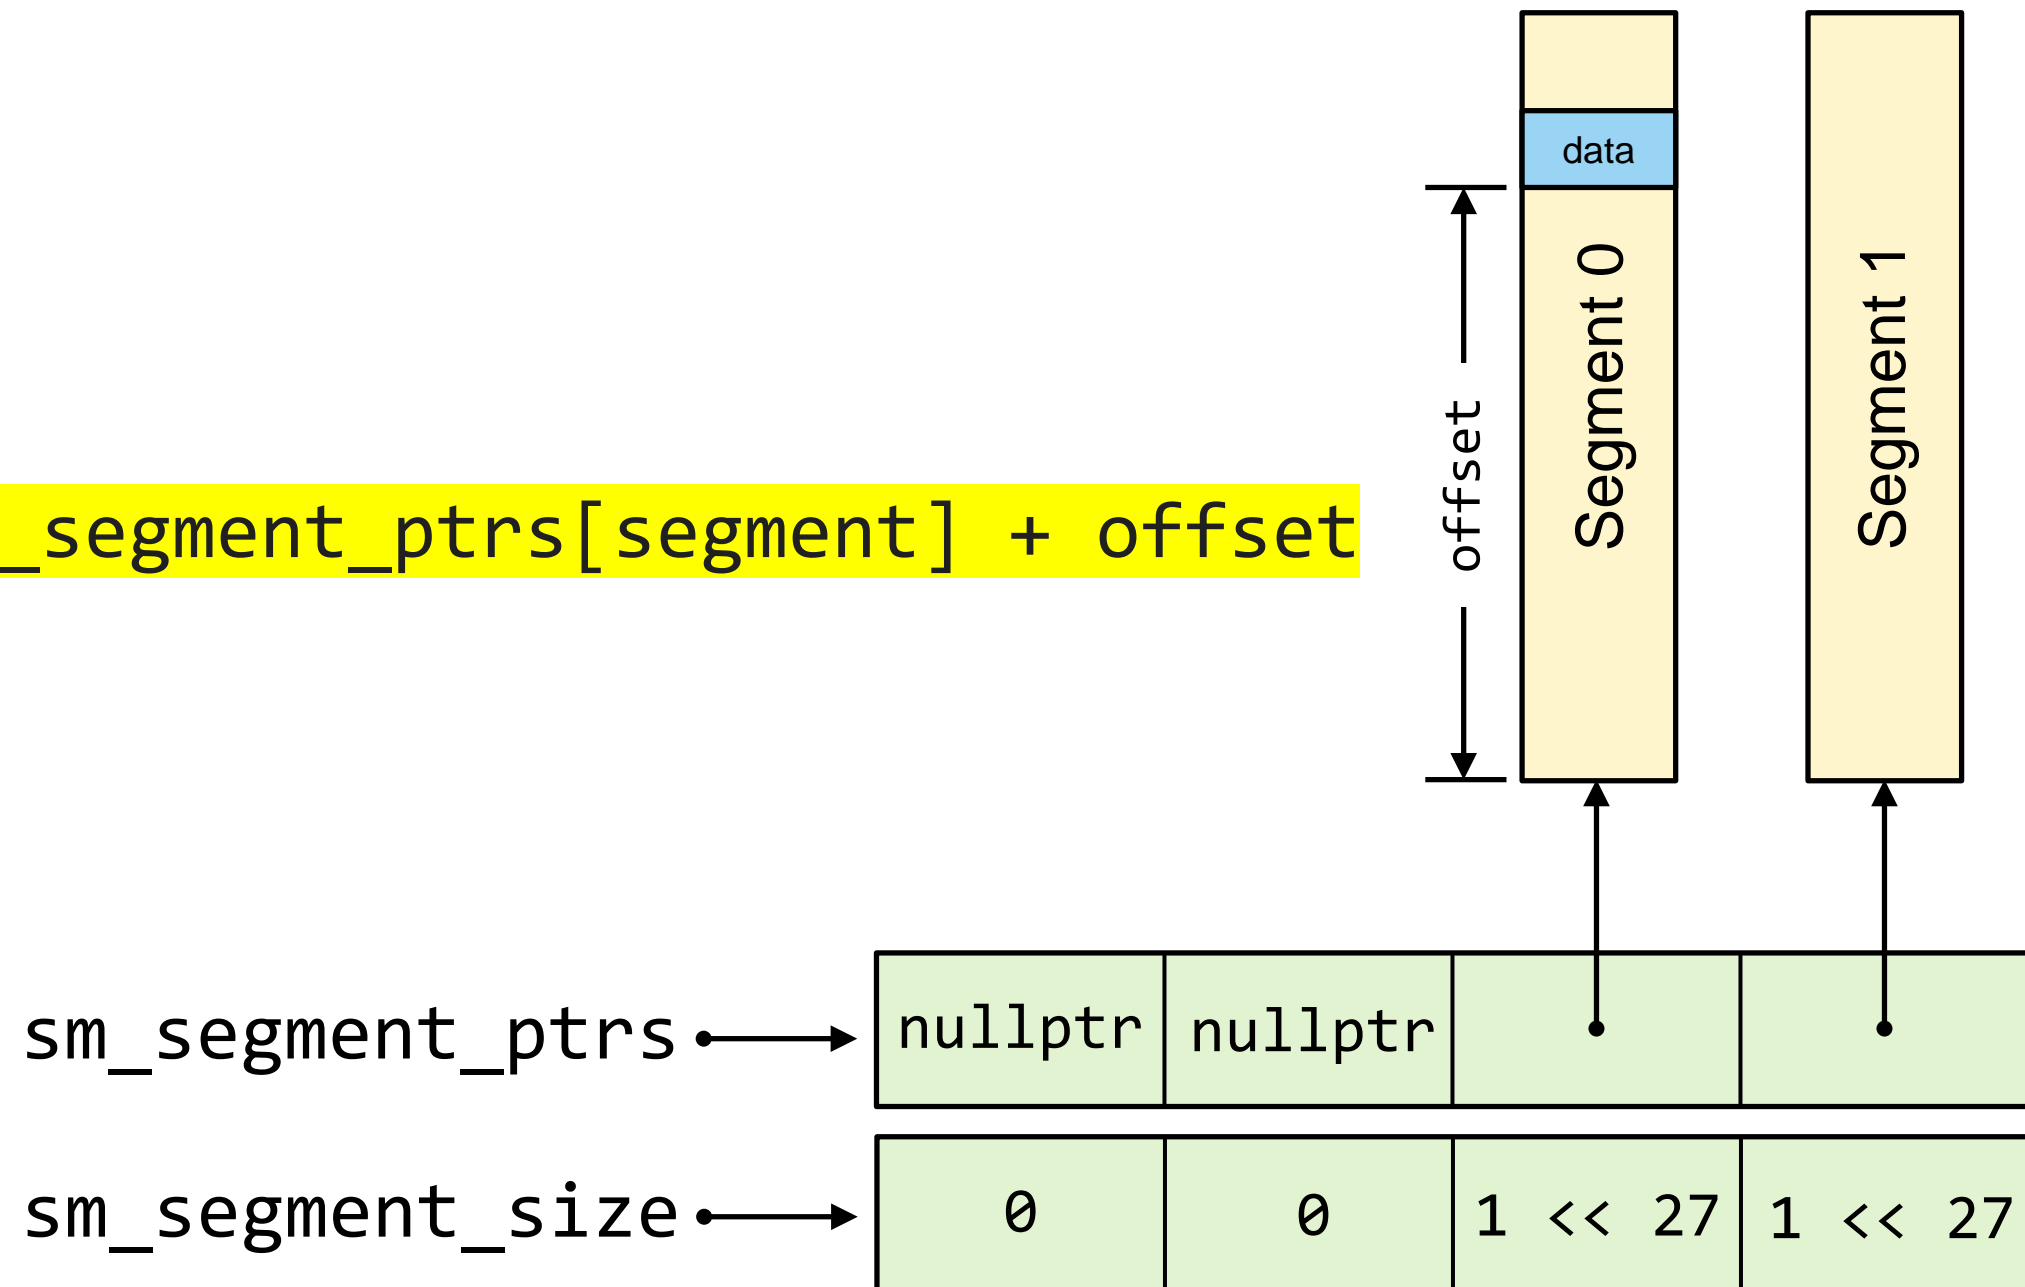 data
Segment 0
Segment 1
offset
_segment_ptrs[segment] + offset
sm_segment_ptrs
nullptr nullptr
sm_segment_size
0 0 1 << 27 1 << 27